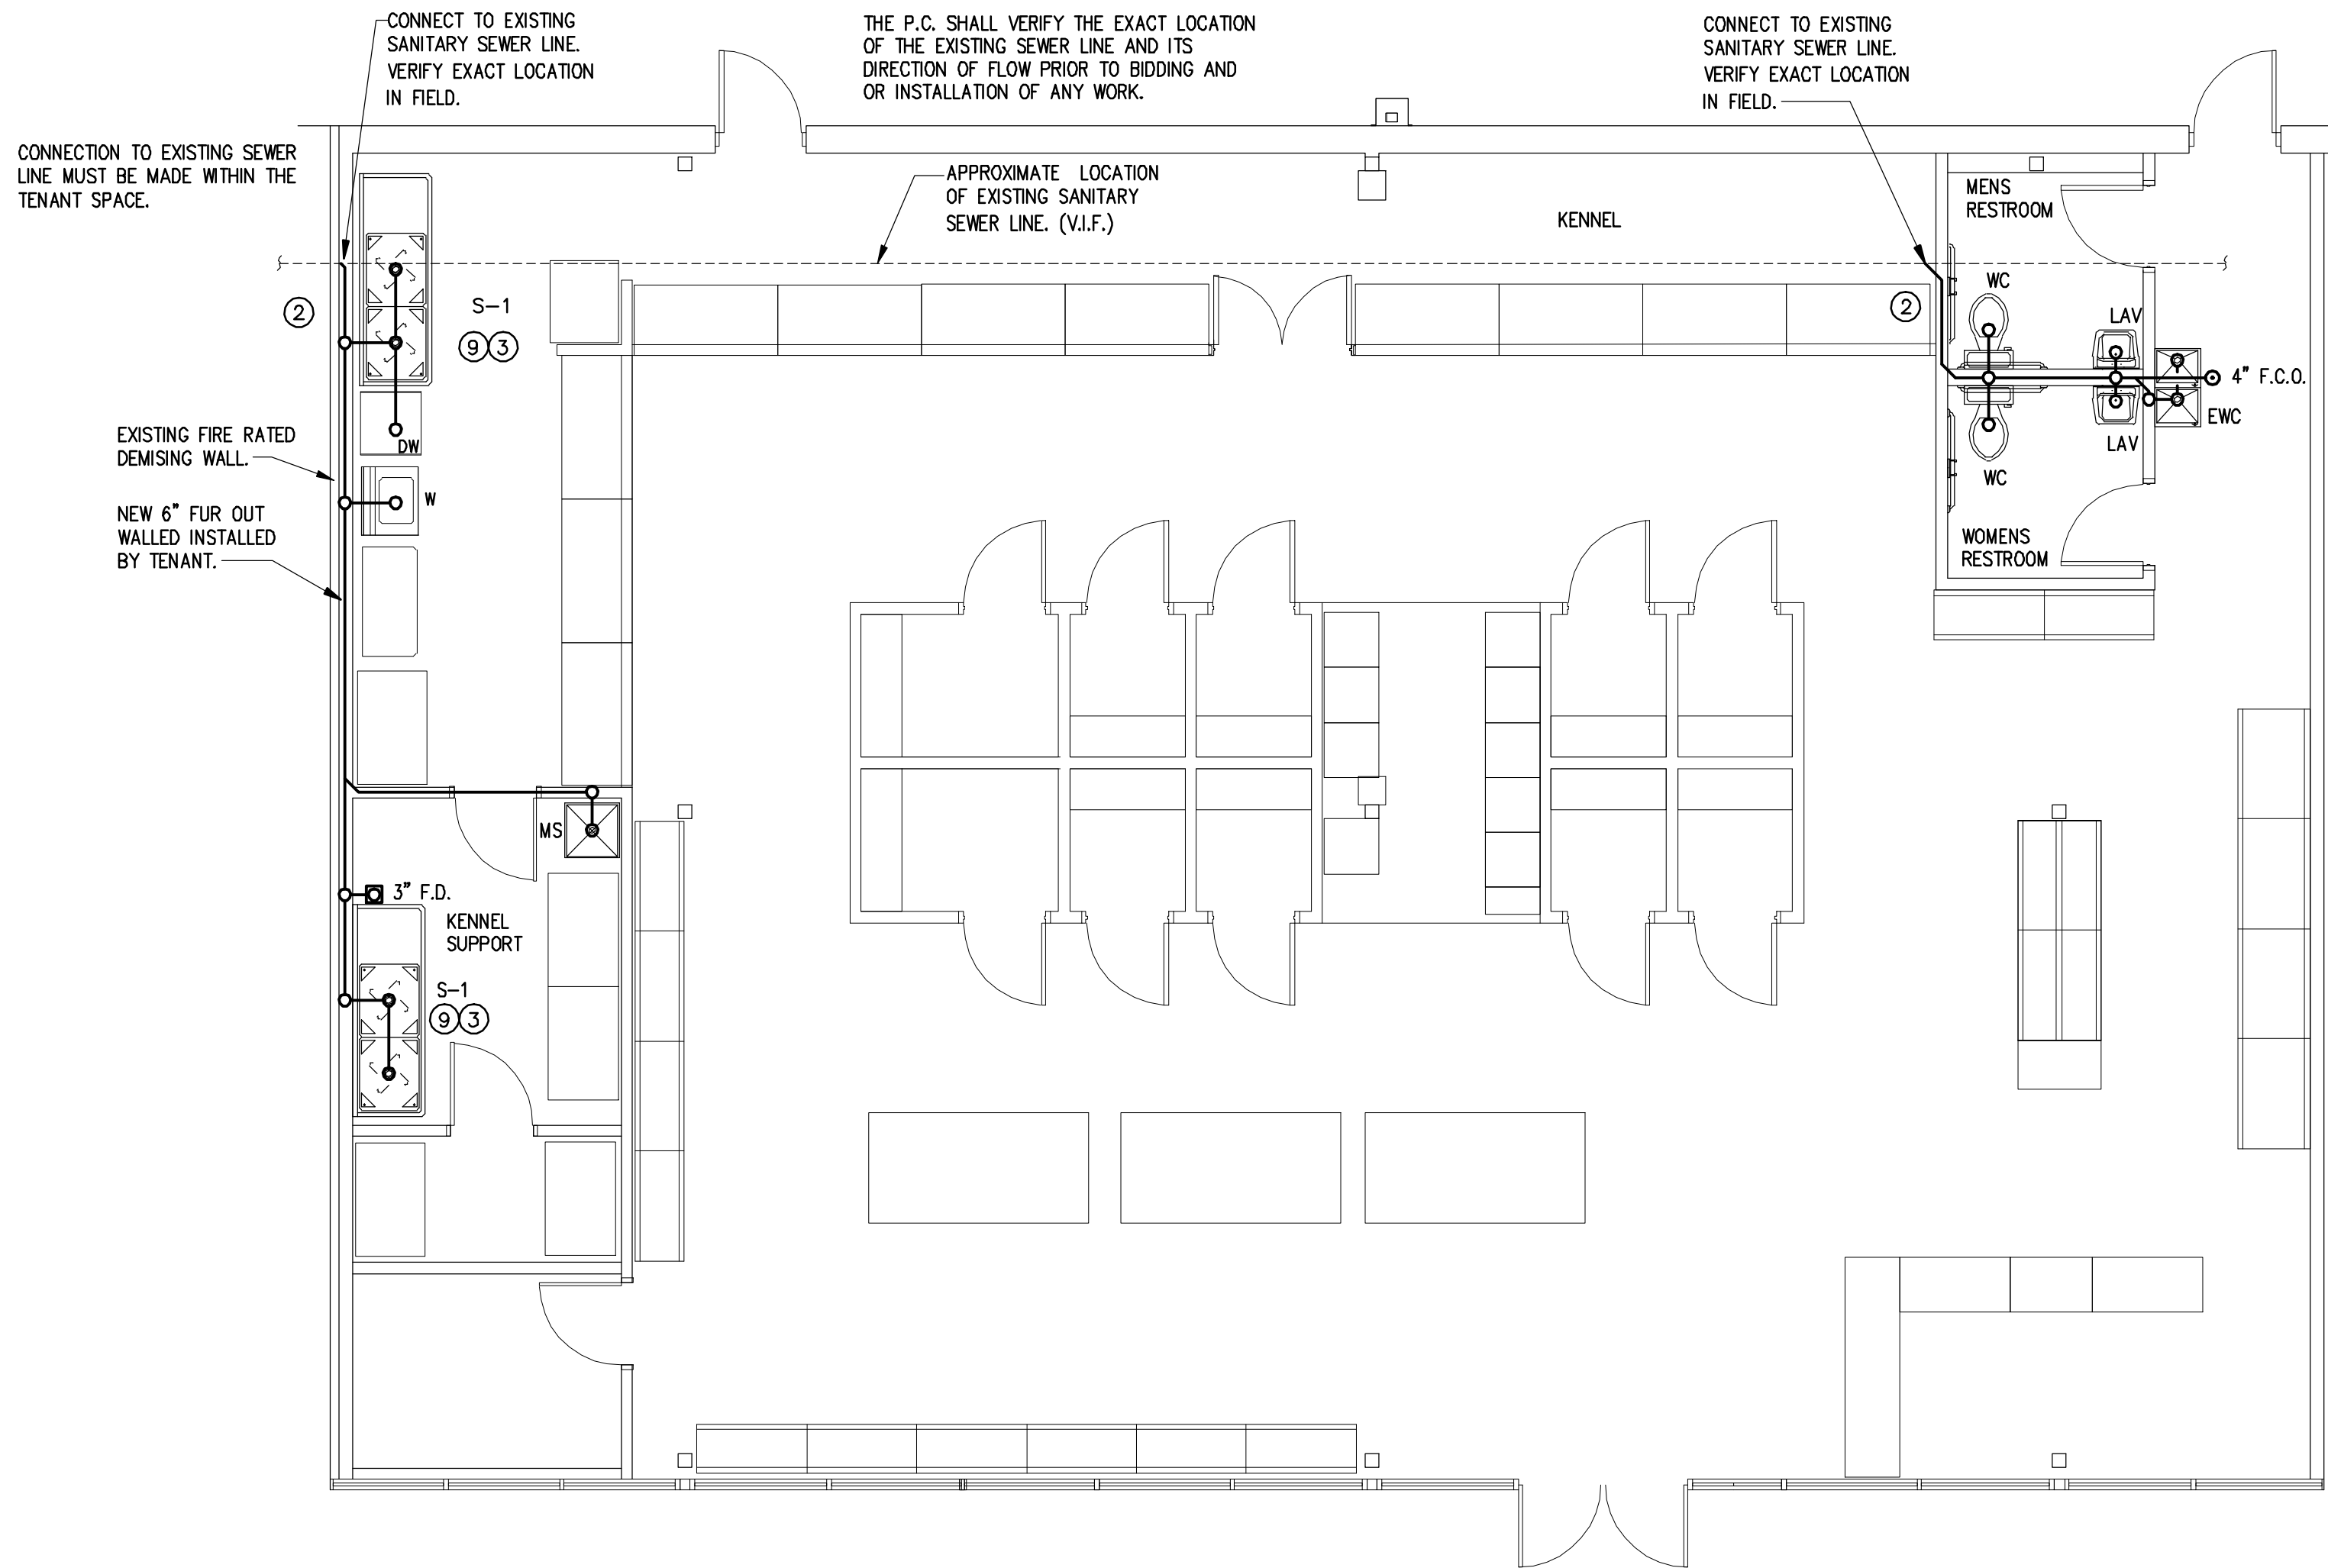 CONNECT TO EXISTING
SANITARY SEWER LINE.
VERIFY EXACT LOCATION
IN FIELD.
THE P.C. SHALL VERIFY THE EXACT LOCATION
OF THE EXISTING SEWER LINE AND ITS
DIRECTION OF FLOW PRIOR TO BIDDING AND
OR INSTALLATION OF ANY WORK.
CONNECT TO EXISTING
SANITARY SEWER LINE.
VERIFY EXACT LOCATION
IN FIELD.
CONNECTION TO EXISTING SEWER
LINE MUST BE MADE WITHIN THE
TENANT SPACE.
APPROXIMATE LOCATION
OF EXISTING SANITARY
SEWER LINE. (V.I.F.)
KENNEL
MENS
RESTROOM
2
S-1
9 3
2
WC
LAV
4" F.C.O.
EWC
LAV
WC
DW
EXISTING FIRE RATED
DEMISING WALL.
W
NEW 6" FUR OUT
WALLED INSTALLED
BY TENANT.
WOMENS
RESTROOM
MS
3" F.D.
KENNEL
SUPPORT
S-1
9 3